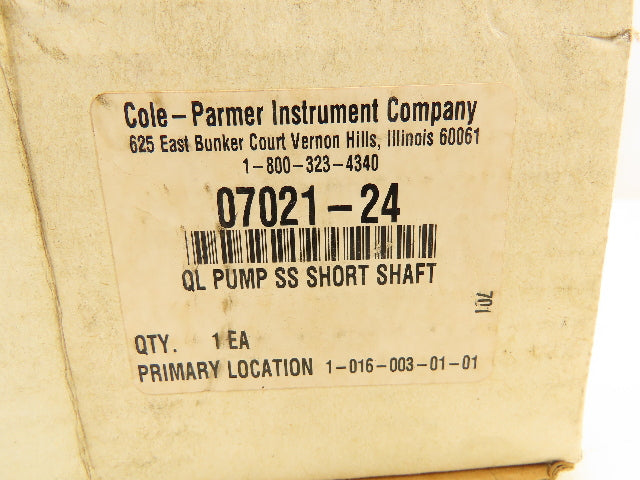 Cole-Parmer Instrument Company
625 East Bunker Court Vernon Hills, Illinois 60061
1-800-323-4340
07021-24
QL PUMP SS SHORT SHAFT
701
QTY. 1 EA
PRIMARY LOCATION 1-016-003-01-01